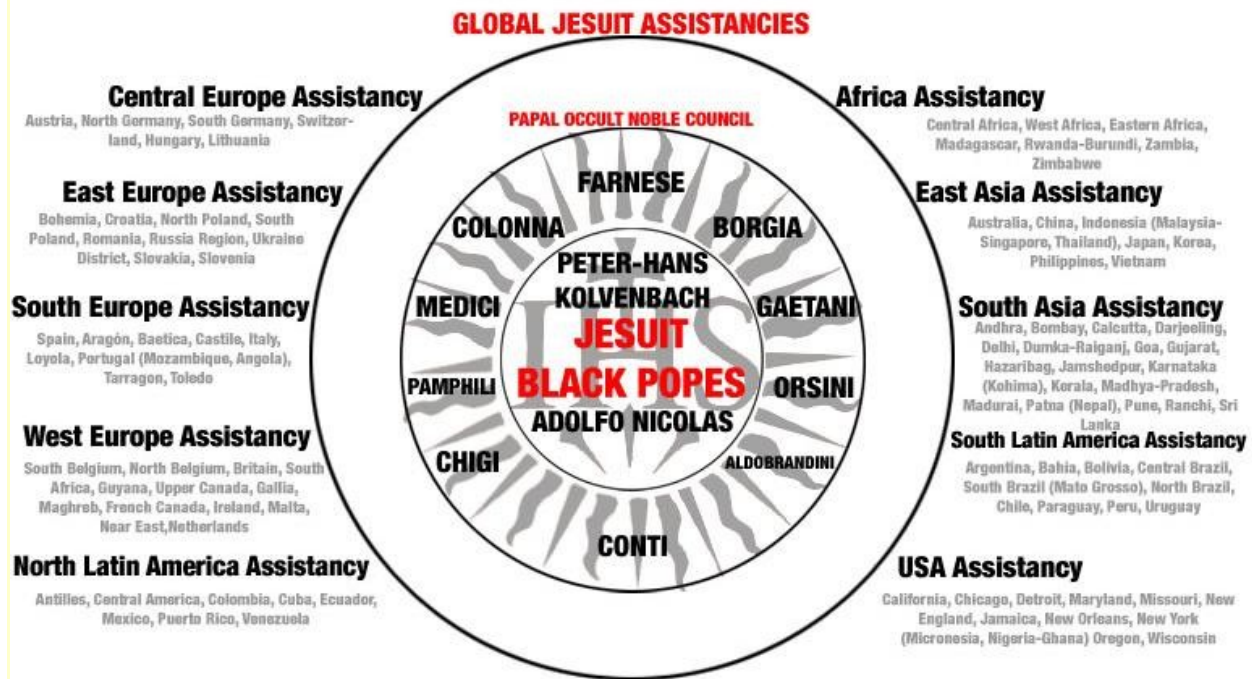 GLOBAL JESUIT ASSISTANCIES
Central Europe Assistancy
Austria, North Germany, South Germany, Switzer-
land, Hungary, Lithuania
East Europe Assistancy
Bohemia, Croatia, North Poland, South
Poland, Romania, Russia Region, Ukraine
District, Slovakia, Slovenia
South Europe Assistancy
Spain, Aragón, Baetica, Castile, Italy,
Loyola, Portugal (Mozambique, Angola),
Tarragon, Toledo
West Europe Assistancy
South Belgium, North Belgium, Britain, South
Africa, Guyana, Upper Canada, Gallia,
Maghreb, French Canada, Ireland, Malta,
Near East,Netherlands
North Latin America Assistancy
Antilles, Central America, Colombia, Cuba, Ecuador,
Mexico, Puerto Rico, Venezuela
PAPAL OCCULT NOBLE COUNCIL
FARNESE
COLONNA
BORGIA
MEDICI
GAETANI
PAMPHILI
ORSINI
CHIGI
ALDOBRANDINI
CONTI
PETER-HANS
KOLVENBACH
JESUIT
BLACK POPES
ADOLFO NICOLAS
IHS
Africa Assistancy
Central Africa, West Africa, Eastern Africa,
Madagascar, Rwanda-Burundi, Zambia,
Zimbabwe
East Asia Assistancy
Australia, China, Indonesia (Malaysia-
Singapore, Thailand), Japan, Korea,
Philippines, Vietnam
South Asia Assistancy
Andhra, Bombay, Calcutta, Darjeeling,
Delhi, Dumka-Raiganj, Goa, Gujarat,
Hazaribag, Jamshedpur, Karnataka
(Kohima), Kerala, Madhya-Pradesh,
Madurai, Patna (Nepal), Pune, Ranchi, Sri
Lanka
South Latin America Assistancy
Argentina, Bahia, Bolivia, Central Brazil,
South Brazil (Mato Grosso), North Brazil,
Chile, Paraguay, Peru, Uruguay
USA Assistancy
California, Chicago, Detroit, Maryland, Missouri, New
England, Jamaica, New Orleans, New York
(Micronesia, Nigeria-Ghana) Oregon, Wisconsin